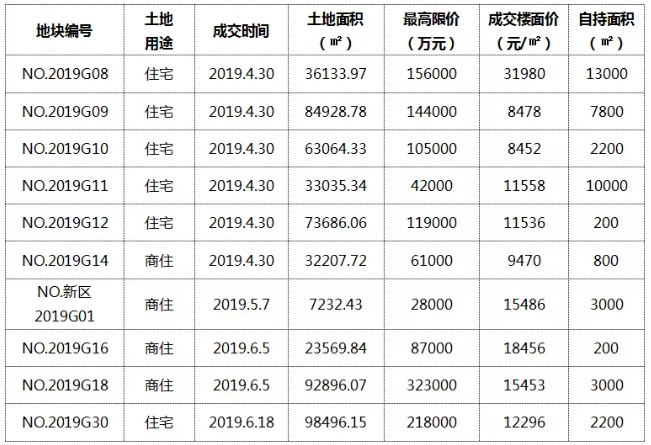 地块编号 土地用途 成交时间 土地面积（㎡） 最高限价（万元） 成交楼面价（元/㎡） 自持面积（㎡）
NO.2019G08 住宅 2019.4.30 36133.97 156000 31980 13000
NO.2019G09 住宅 2019.4.30 84928.78 144000 8478 7800
NO.2019G10 住宅 2019.4.30 63064.33 105000 8452 2200
NO.2019G11 住宅 2019.4.30 33035.34 42000 11558 10000
NO.2019G12 住宅 2019.4.30 73686.06 119000 11536 200
NO.2019G14 商住 2019.4.30 32207.72 61000 9470 800
NO.新区2019G01 商住 2019.5.7 7232.43 28000 15486 3000
NO.2019G16 商住 2019.6.5 23569.84 87000 18456 200
NO.2019G18 商住 2019.6.5 92896.07 323000 15453 3000
NO.2019G30 住宅 2019.6.18 98496.15 218000 12296 2200